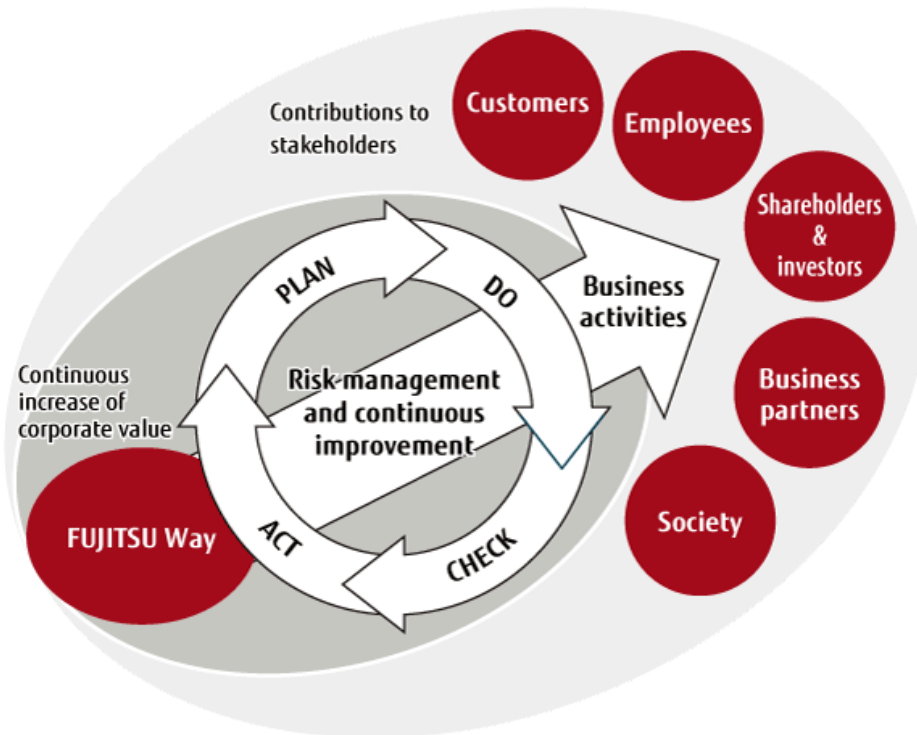 Contributions to
stakeholders
Customers
Employees
Shareholders
&
investors
Business
partners
Society
Business
activities
PLAN
DO
CHECK
ACT
Risk management
and continuous
improvement
Continuous
increase of
corporate value
FUJITSU Way